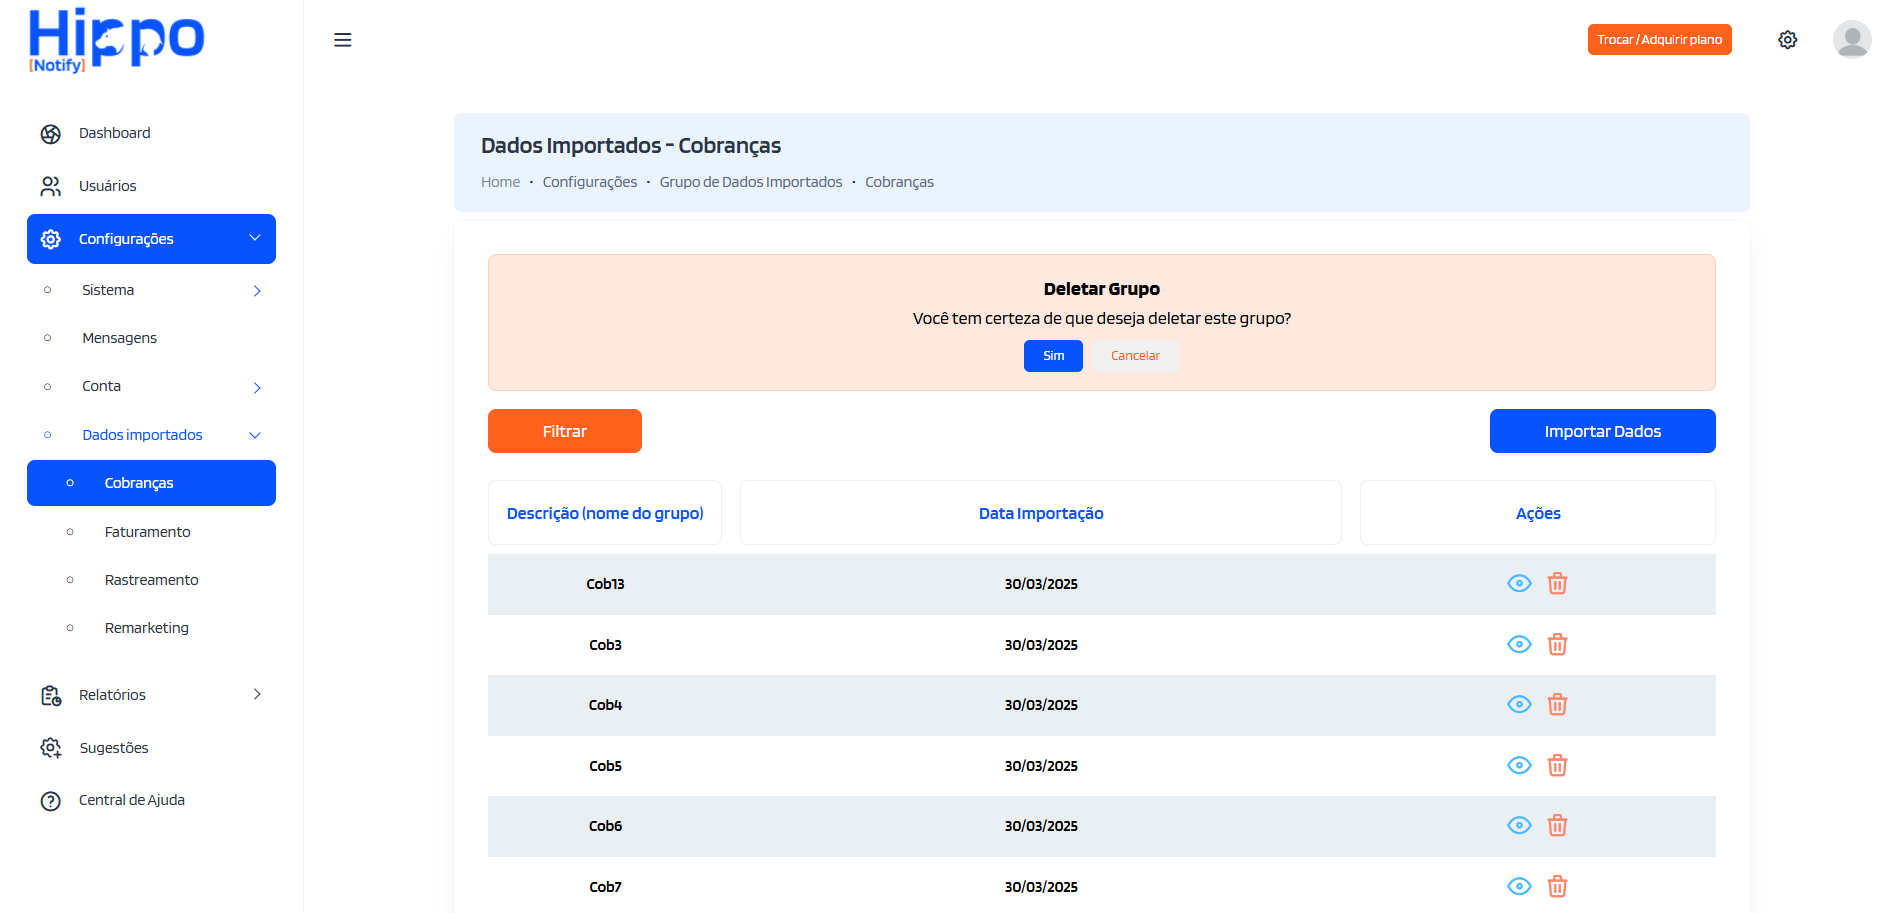 Hippo
[Notify]
Trocar / Adquirir plano
Dashboard
Usuários
Configurações
Sistema
Mensagens
Conta
Dados importados
Cobranças
Faturamento
Rastreamento
Remarketing
Relatórios
Sugestões
Central de Ajuda
Dados Importados - Cobranças
Home · Configurações · Grupo de Dados Importados · Cobranças
Deletar Grupo
Você tem certeza de que deseja deletar este grupo?
Sim Cancelar
Filtrar Importar Dados
Descrição (nome do grupo) Data Importação Ações
Cob13 30/03/2025
Cob3 30/03/2025
Cob4 30/03/2025
Cob5 30/03/2025
Cob6 30/03/2025
Cob7 30/03/2025